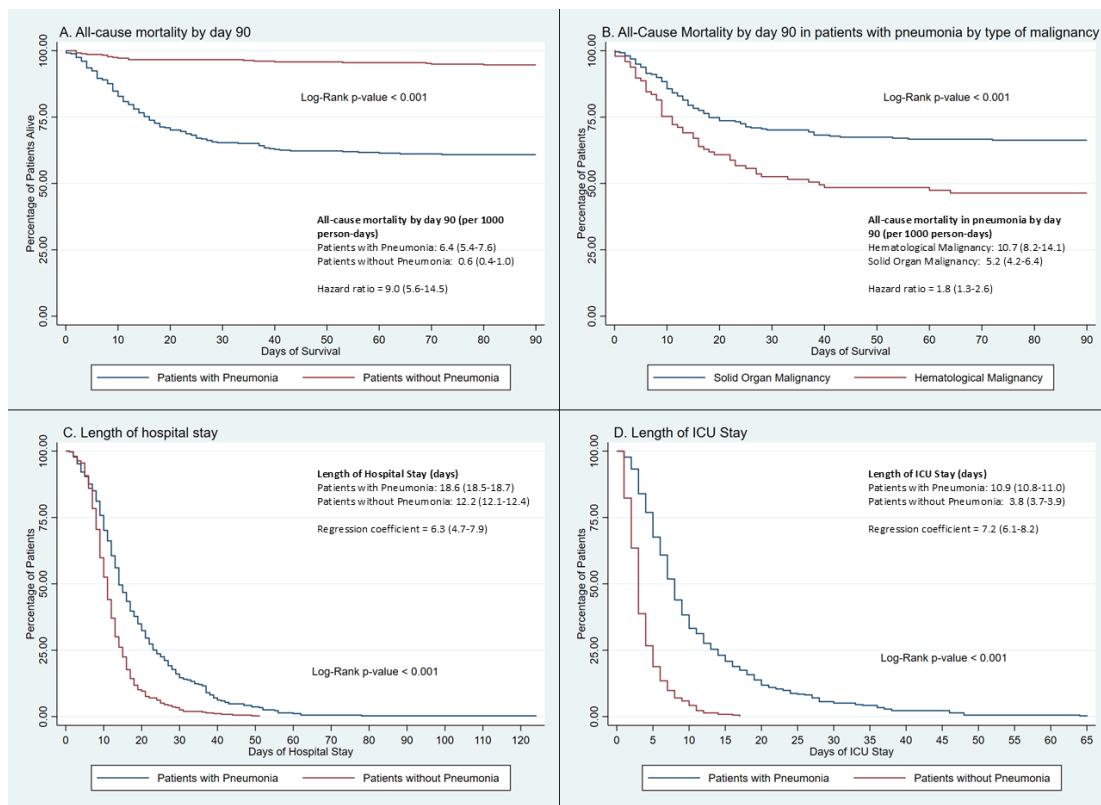 A. All-cause mortality by day 90
Percentage of Patients Alive
100.00
75.00
50.00
25.00
0.00
Log-Rank p-value < 0.001
All-cause mortality by day 90 (per 1000
person-days)
Patients with Pneumonia: 6.4 (5.4-7.6)
Patients without Pneumonia: 0.6 (0.4-1.0)
Hazard ratio = 9.0 (5.6-14.5)
0 10 20 30 40 50 60 70 80 90
Days of Survival
Patients with Pneumonia Patients without Pneumonia
B. All-Cause Mortality by day 90 in patients with pneumonia by type of malignancy
Percentage of Patients
100.00
75.00
50.00
25.00
0.00
Log-Rank p-value < 0.001
All-cause mortality in pneumonia by day
90 (per 1000 person-days)
Hematological Malignancy: 10.7 (8.2-14.1)
Solid Organ Malignancy: 5.2 (4.2-6.4)
Hazard ratio = 1.8 (1.3-2.6)
0 10 20 30 40 50 60 70 80 90
Days of Survival
Solid Organ Malignancy Hematological Malignancy
C. Length of hospital stay
Percentage of Patients
100.00
75.00
50.00
25.00
0.00
Length of Hospital Stay (days)
Patients with Pneumonia: 18.6 (18.5-18.7)
Patients without Pneumonia: 12.2 (12.1-12.4)
Regression coefficient = 6.3 (4.7-7.9)
Log-Rank p-value < 0.001
0 10 20 30 40 50 60 70 80 90 100 110 120
Days of Hospital Stay
Patients with Pneumonia Patients without Pneumonia
D. Length of ICU Stay
Percentage of Patients
100.00
75.00
50.00
25.00
0.00
Length of ICU Stay (days)
Patients with Pneumonia: 10.9 (10.8-11.0)
Patients without Pneumonia: 3.8 (3.7-3.9)
Regression coefficient = 7.2 (6.1-8.2)
Log-Rank p-value < 0.001
0 5 10 15 20 25 30 35 40 45 50 55 60 65
Days of ICU Stay
Patients with Pneumonia Patients without Pneumonia